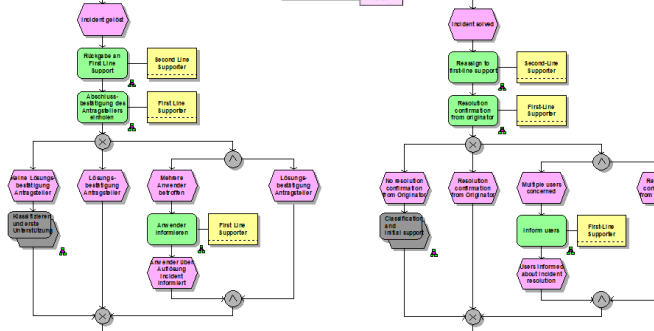 Incident gelöst
Rückgabe an
First Line
Support
Second Line
Supporter
Abschluss-
bestätigung des
Antragstellers
einholen
First Line
Supporter
Keine Lösungs-
bestätigung
Antragsteller
Lösungs-
bestätigung
Antragsteller
Mehrere
Anwender
betroffen
Lösungs-
bestätigung
Antragsteller
Klassifizieren
und erste
Unterstützung
Anwender
informieren
First Line
Supporter
Anwender über
Auflösung
Incident
informiert
Incident solved
Reassign to
first-line support
Second-Line
Supporter
Resolution
confirmation
from originator
First-Line
Supporter
No resolution
confirmation
from Originator
Resolution
confirmation
from Originator
Multiple users
concerned
Classification
and
initial support
Inform users
First-Line
Supporter
Users informed
about incident
resolution